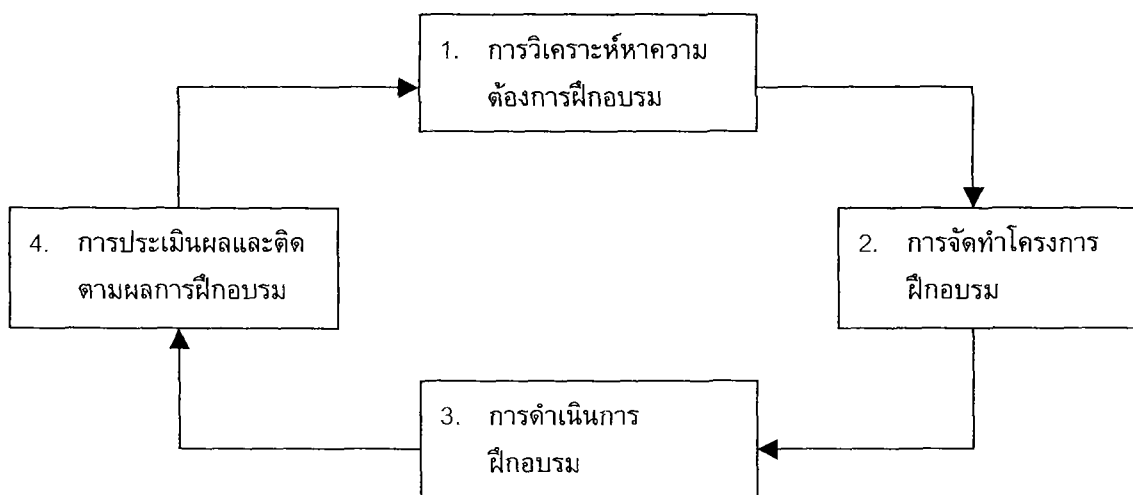 1. การวิเคราะห์หาความ
ต้องการฝึกอบรม
2. การจัดทำโครงการ
ฝึกอบรม
3. การดำเนินการ
ฝึกอบรม
4. การประเมินผลและติด
ตามผลการฝึกอบรม